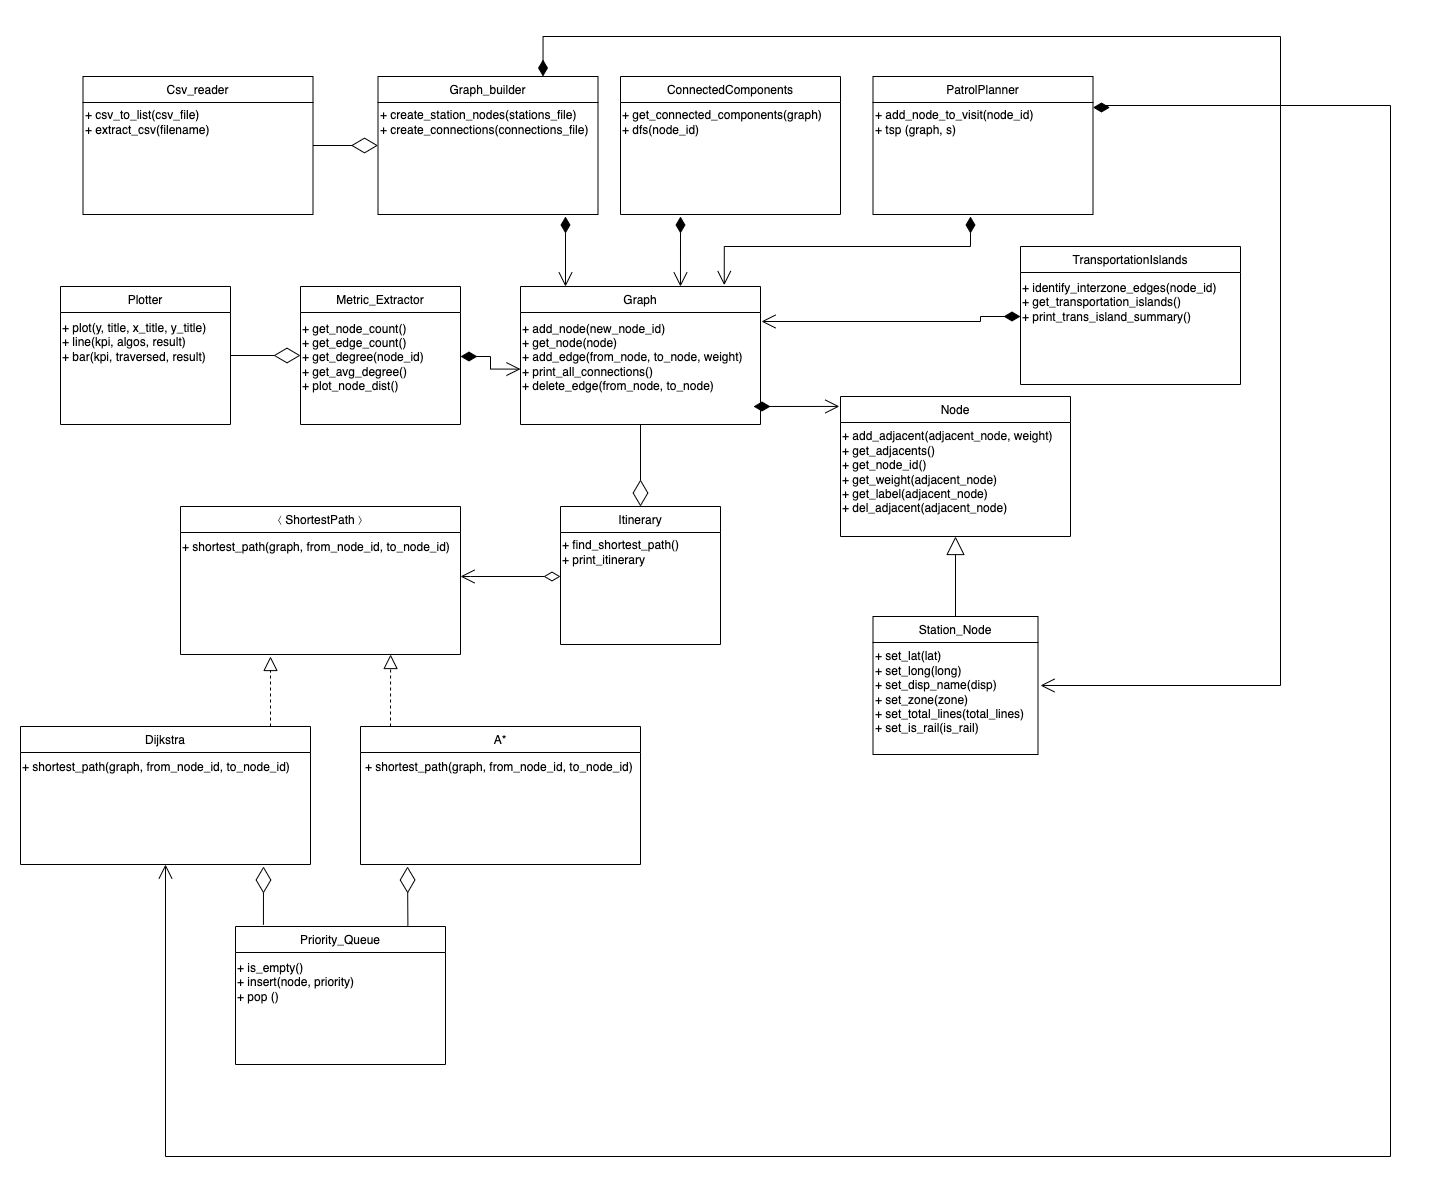 Csv_reader
+ csv_to_list(csv_file)
+ extract_csv(filename)
Graph_builder
+ create_station_nodes(stations_file)
+ create_connections(connections_file)
ConnectedComponents
+ get_connected_components(graph)
+ dfs(node_id)
PatrolPlanner
+ add_node_to_visit(node_id)
+ tsp (graph, s)
TransportationIslands
+ identify_interzone_edges(node_id)
+ get_transportation_islands()
+ print_trans_island_summary()
Plotter
+ plot(y, title, x_title, y_title)
+ line(kpi, algos, result)
+ bar(kpi, traversed, result)
Metric_Extractor
+ get_node_count()
+ get_edge_count()
+ get_degree(node_id)
+ get_avg_degree()
+ plot_node_dist()
Graph
+ add_node(new_node_id)
+ get_node(node)
+ add_edge(from_node, to_node, weight)
+ print_all_connections()
+ delete_edge(from_node, to_node)
Node
+ add_adjacent(adjacent_node, weight)
+ get_adjacents()
+ get_node_id()
+ get_weight(adjacent_node)
+ get_label(adjacent_node)
+ del_adjacent(adjacent_node)
〈 ShortestPath 〉
+ shortest_path(graph, from_node_id, to_node_id)
Itinerary
+ find_shortest_path()
+ print_itinerary
Station_Node
+ set_lat(lat)
+ set_long(long)
+ set_disp_name(disp)
+ set_zone(zone)
+ set_total_lines(total_lines)
+ set_is_rail(is_rail)
Dijkstra
+ shortest_path(graph, from_node_id, to_node_id)
A*
+ shortest_path(graph, from_node_id, to_node_id)
Priority_Queue
+ is_empty()
+ insert(node, priority)
+ pop ()